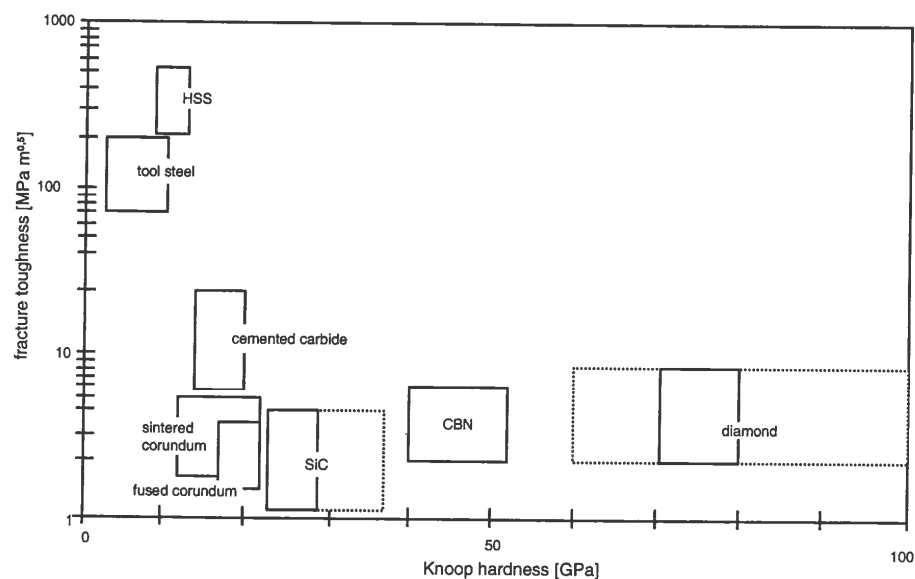 1000
HSS
tool steel
100
fracture toughness [MPa m0,5]
cemented carbide
10
CBN
sintered
corundum
diamond
SiC
fused corundum
1
0
50
100
Knoop hardness [GPa]